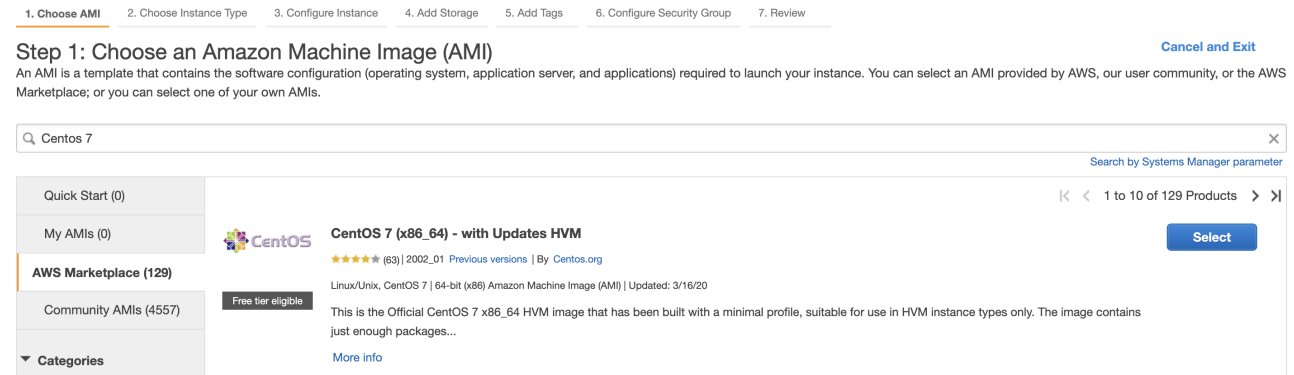 1. Choose AMI 2. Choose Instance Type 3. Configure Instance 4. Add Storage 5. Add Tags 6. Configure Security Group 7. Review
Step 1: Choose an Amazon Machine Image (AMI)
Cancel and Exit
An AMI is a template that contains the software configuration (operating system, application server, and applications) required to launch your instance. You can select an AMI provided by AWS, our user community, or the AWS
Marketplace; or you can select one of your own AMIs.
Centos 7
Search by Systems Manager parameter
Quick Start (0)
My AMIs (0)
AWS Marketplace (129)
Community AMIs (4557)
Categories
1 to 10 of 129 Products
CentOS
Free tier eligible
CentOS 7 (x86_64) - with Updates HVM
(63) | 2002_01 Previous versions | By Centos.org
Linux/Unix, CentOS 7 | 64-bit (x86) Amazon Machine Image (AMI) | Updated: 3/16/20
This is the Official CentOS 7 x86_64 HVM image that has been built with a minimal profile, suitable for use in HVM instance types only. The image contains
just enough packages...
More info
Select